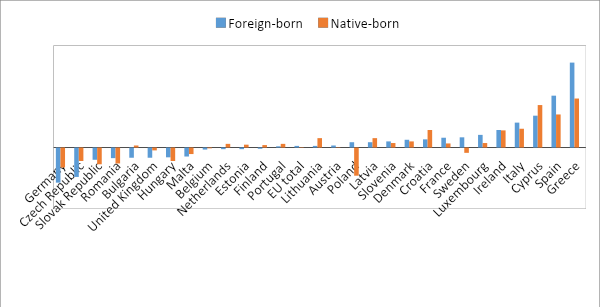 Foreign-born
Native-born
Germany
Czech Republic
Slovak Republic
Romania
Bulgaria
United Kingdom
Hungary
Malta
Belgium
Netherlands
Estonia
Finland
Portugal
EU total
Lithuania
Austria
Poland
Latvia
Slovenia
Denmark
Croatia
France
Sweden
Luxembourg
Ireland
Italy
Cyprus
Spain
Greece